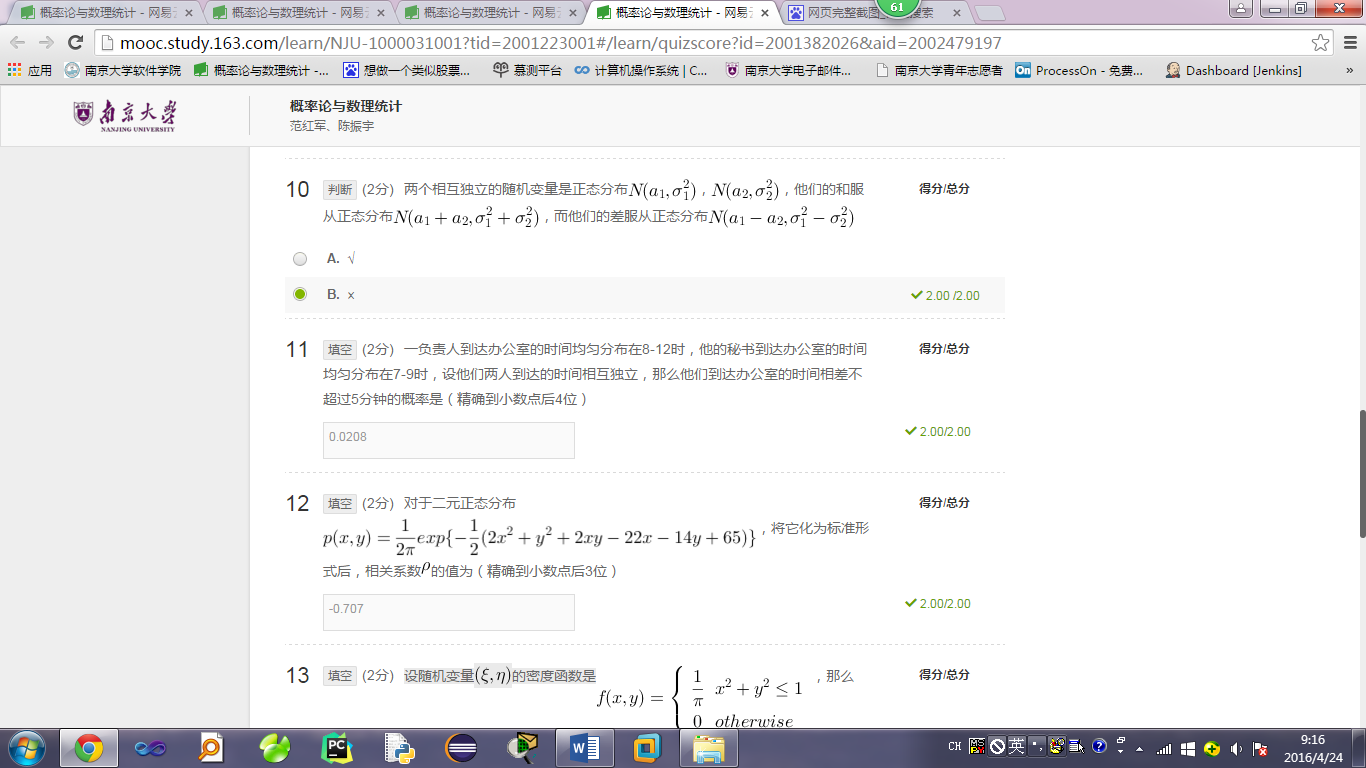 概率论与数理统计 - 网易云
概率论与数理统计 - 网易云
概率论与数理统计 - 网易云
概率论与数理统计 - 网易云
61
mooc.study.163.com/learn/NJU-1000031001?tid=2001223001#/learn/quizscore?id=2001382026&aid=2002479197
应用 南京大学软件学院 概率论与数理统计 -... 想做一个类似股票... 慕测平台 计算机操作系统 | C... 南京大学电子邮件... 南京大学青年志愿者 ProcessOn - 免费... Dashboard [Jenkins] »
南京大学
NANJING UNIVERSITY
概率论与数理统计
范红军、陈振宇
10 判断 (2分) 两个相互独立的随机变量是正态分布N(a₁,σ₁²)，N(a₂,σ₂²)，他们的和服 得分/总分
从正态分布N(a₁ + a₂,σ₁² + σ₂²)，而他们的差服从正态分布N(a₁ − a₂,σ₁² − σ₂²)
A. √
B. x 2.00 /2.00
11 填空 (2分) 一负责人到达办公室的时间均匀分布在8-12时，他的秘书到达办公室的时间 得分/总分
均匀分布在7-9时，设他们两人到达的时间相互独立，那么他们到达办公室的时间相差不
超过5分钟的概率是（精确到小数点后4位）
0.0208 2.00/2.00
12 填空 (2分) 对于二元正态分布 得分/总分
p(x,y) = 1/2π exp{−1/2(2x² + y² + 2xy − 22x − 14y + 65)}，将它化为标准形
式后，相关系数ρ的值为（精确到小数点后3位）
-0.707 2.00/2.00
13 填空 (2分) 设随机变量(ξ,η)的密度函数是 f(x,y) = { 1/π x² + y² ≤ 1 ，那么 得分/总分
0 otherwise
CH 英 9:16
2016/4/24